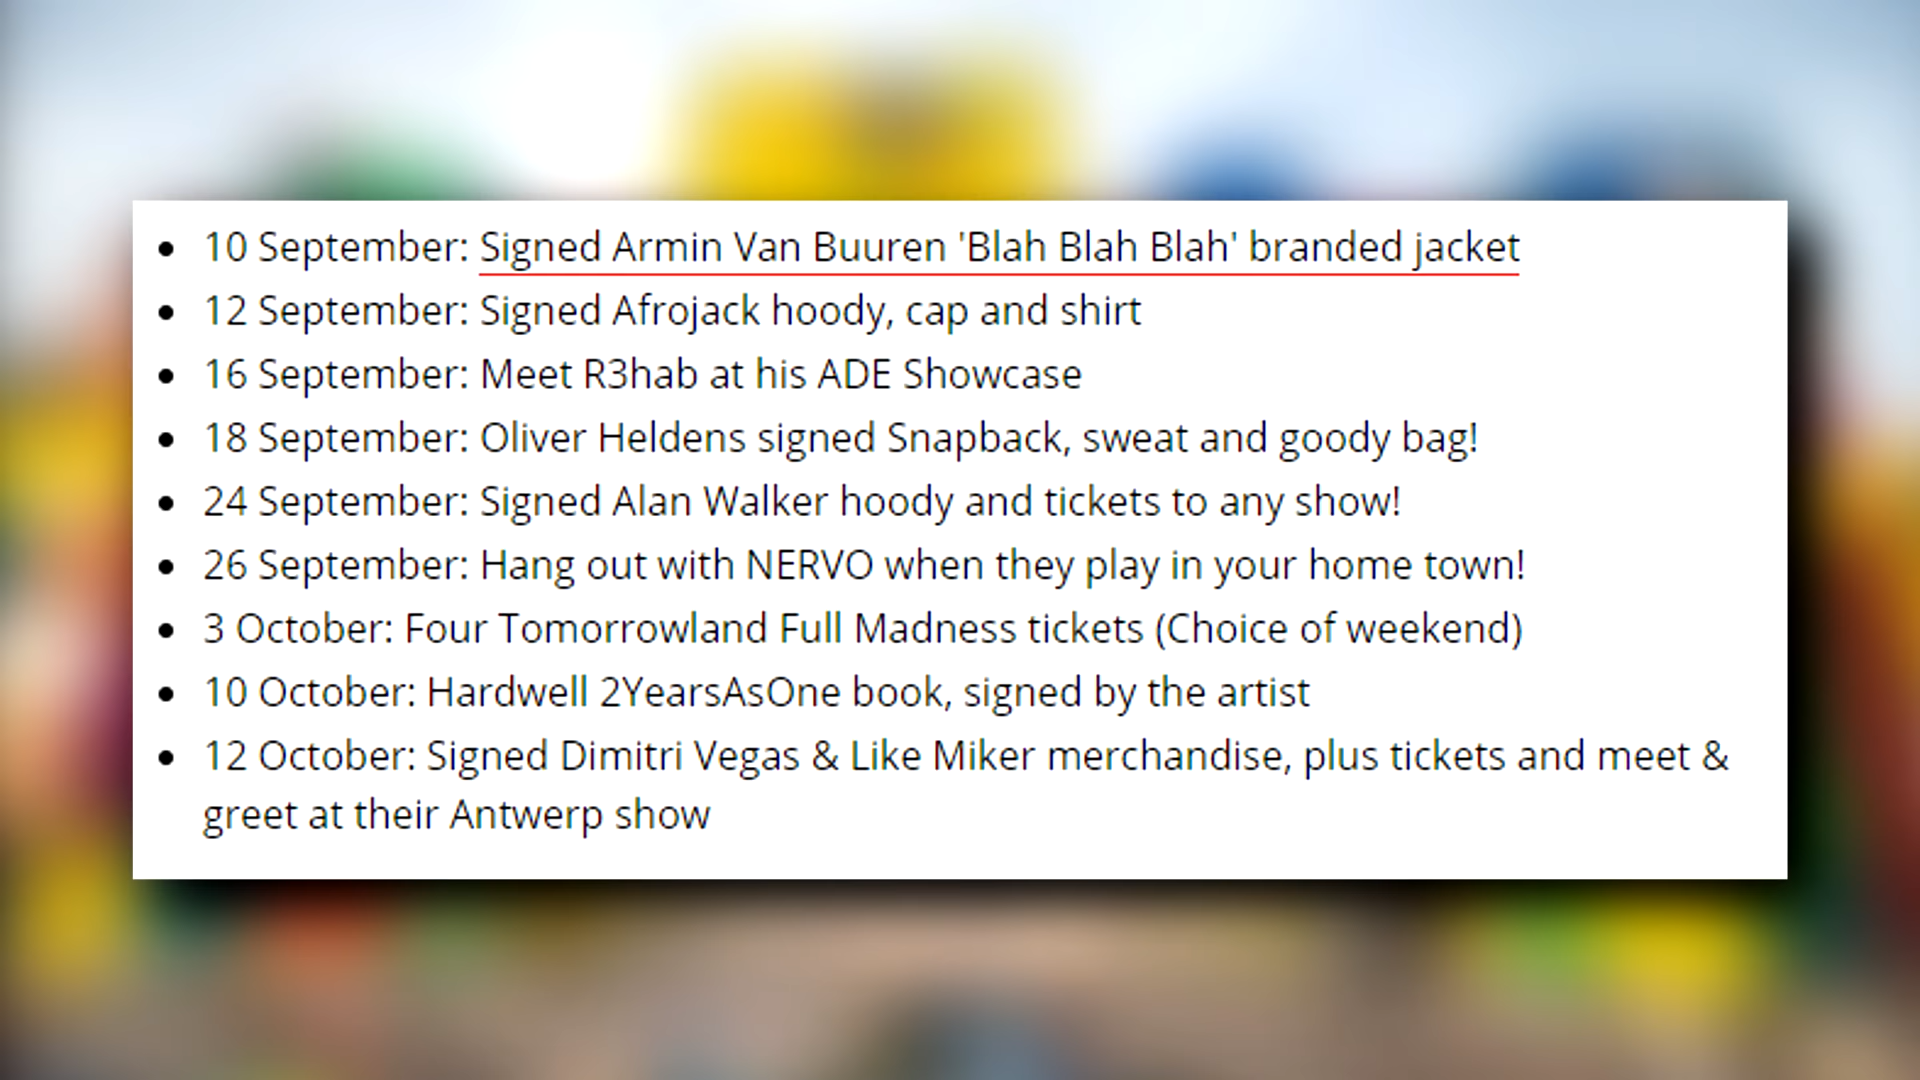 10 September: Signed Armin Van Buuren 'Blah Blah Blah' branded jacket
12 September: Signed Afrojack hoody, cap and shirt
16 September: Meet R3hab at his ADE Showcase
18 September: Oliver Heldens signed Snapback, sweat and goody bag!
24 September: Signed Alan Walker hoody and tickets to any show!
26 September: Hang out with NERVO when they play in your home town!
3 October: Four Tomorrowland Full Madness tickets (Choice of weekend)
10 October: Hardwell 2YearsAsOne book, signed by the artist
12 October: Signed Dimitri Vegas & Like Miker merchandise, plus tickets and meet &
greet at their Antwerp show